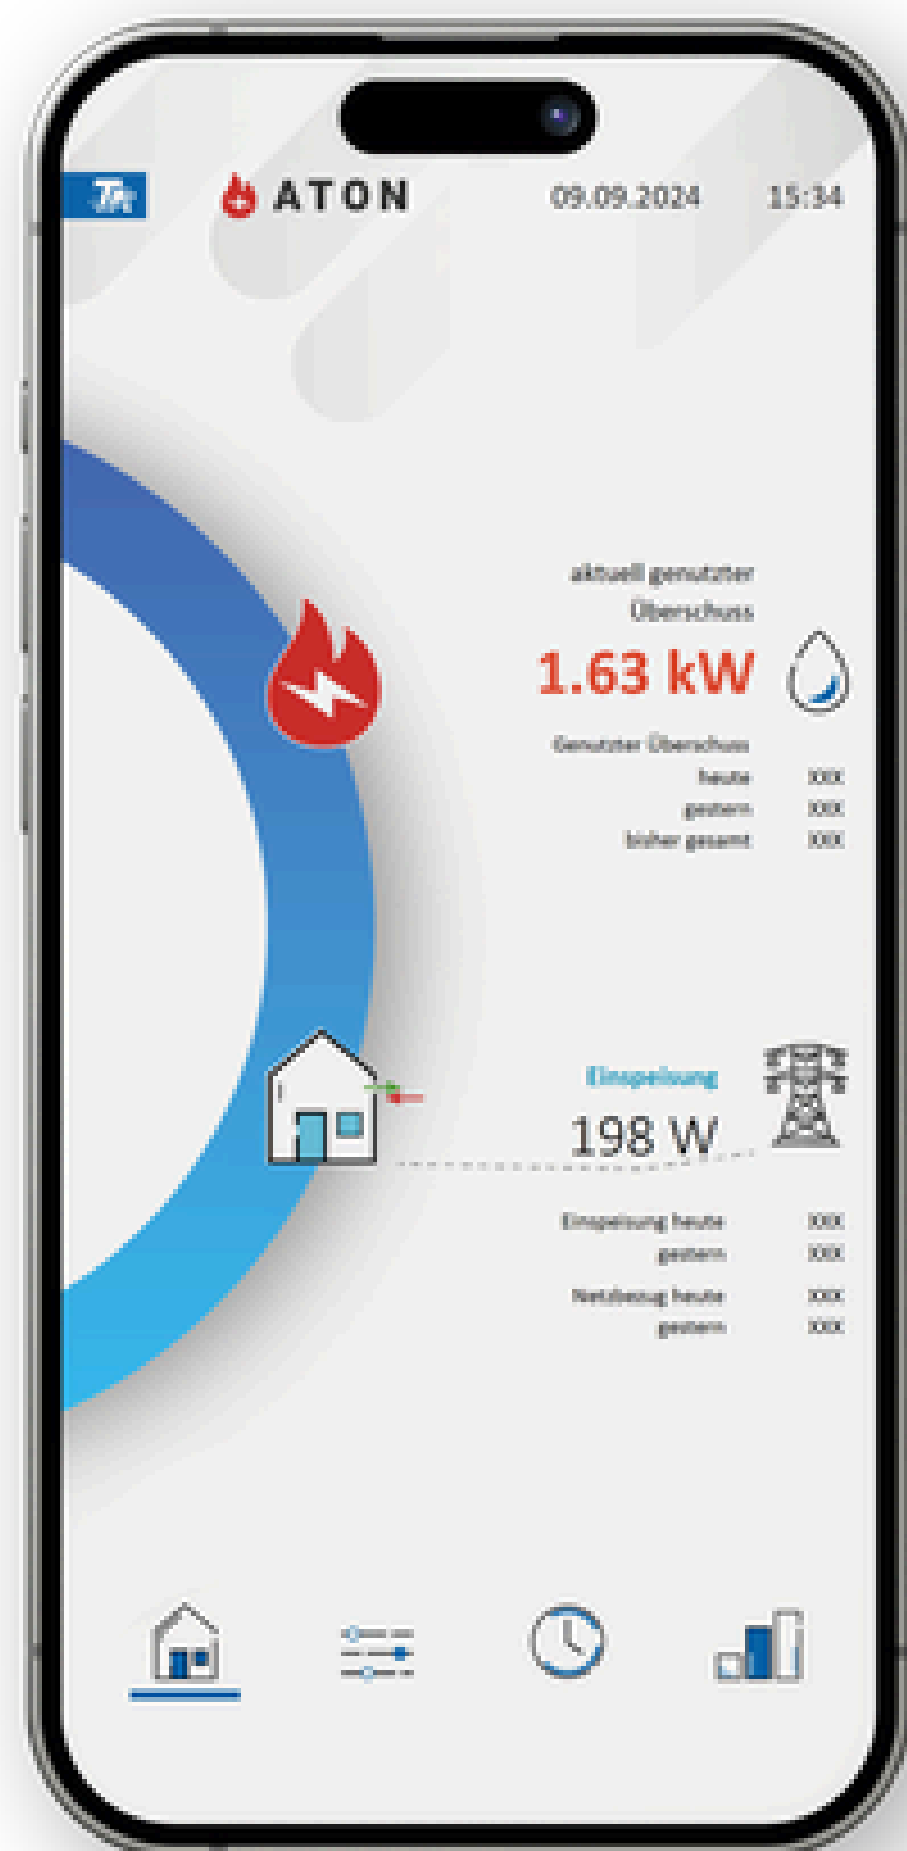 ATON
09.09.2024 15:34
aktuell genutzter
Überschuss
1.63 kW
Genutzter Überschuss
heute XXX
gestern XXX
bisher gesamt XXX
Einspeisung
198 W
Einspeisung heute XXX
gestern XXX
Netzbezug heute XXX
gestern XXX